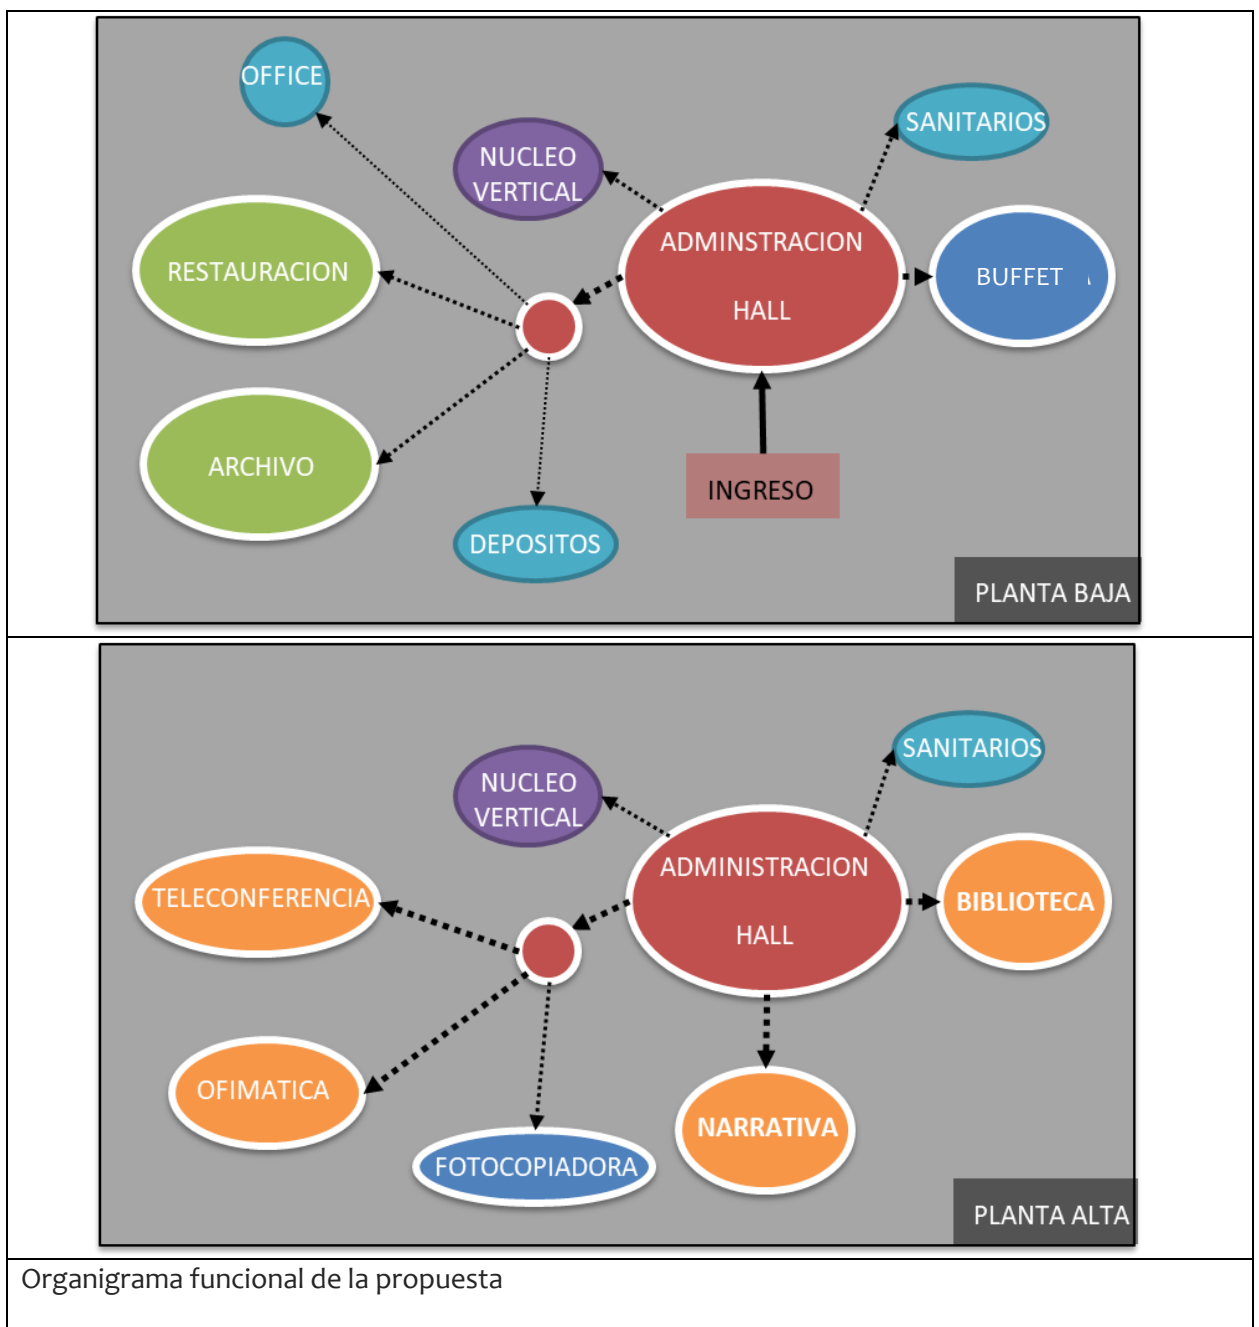 OFFICE
SANITARIOS
NUCLEO
VERTICAL
ADMINSTRACION
HALL
RESTAURACION
BUFFET
ARCHIVO
INGRESO
DEPOSITOS
PLANTA BAJA
SANITARIOS
NUCLEO
VERTICAL
ADMINISTRACION
HALL
TELECONFERENCIA
BIBLIOTECA
OFIMATICA
NARRATIVA
FOTOCOPIADORA
PLANTA ALTA
Organigrama funcional de la propuesta